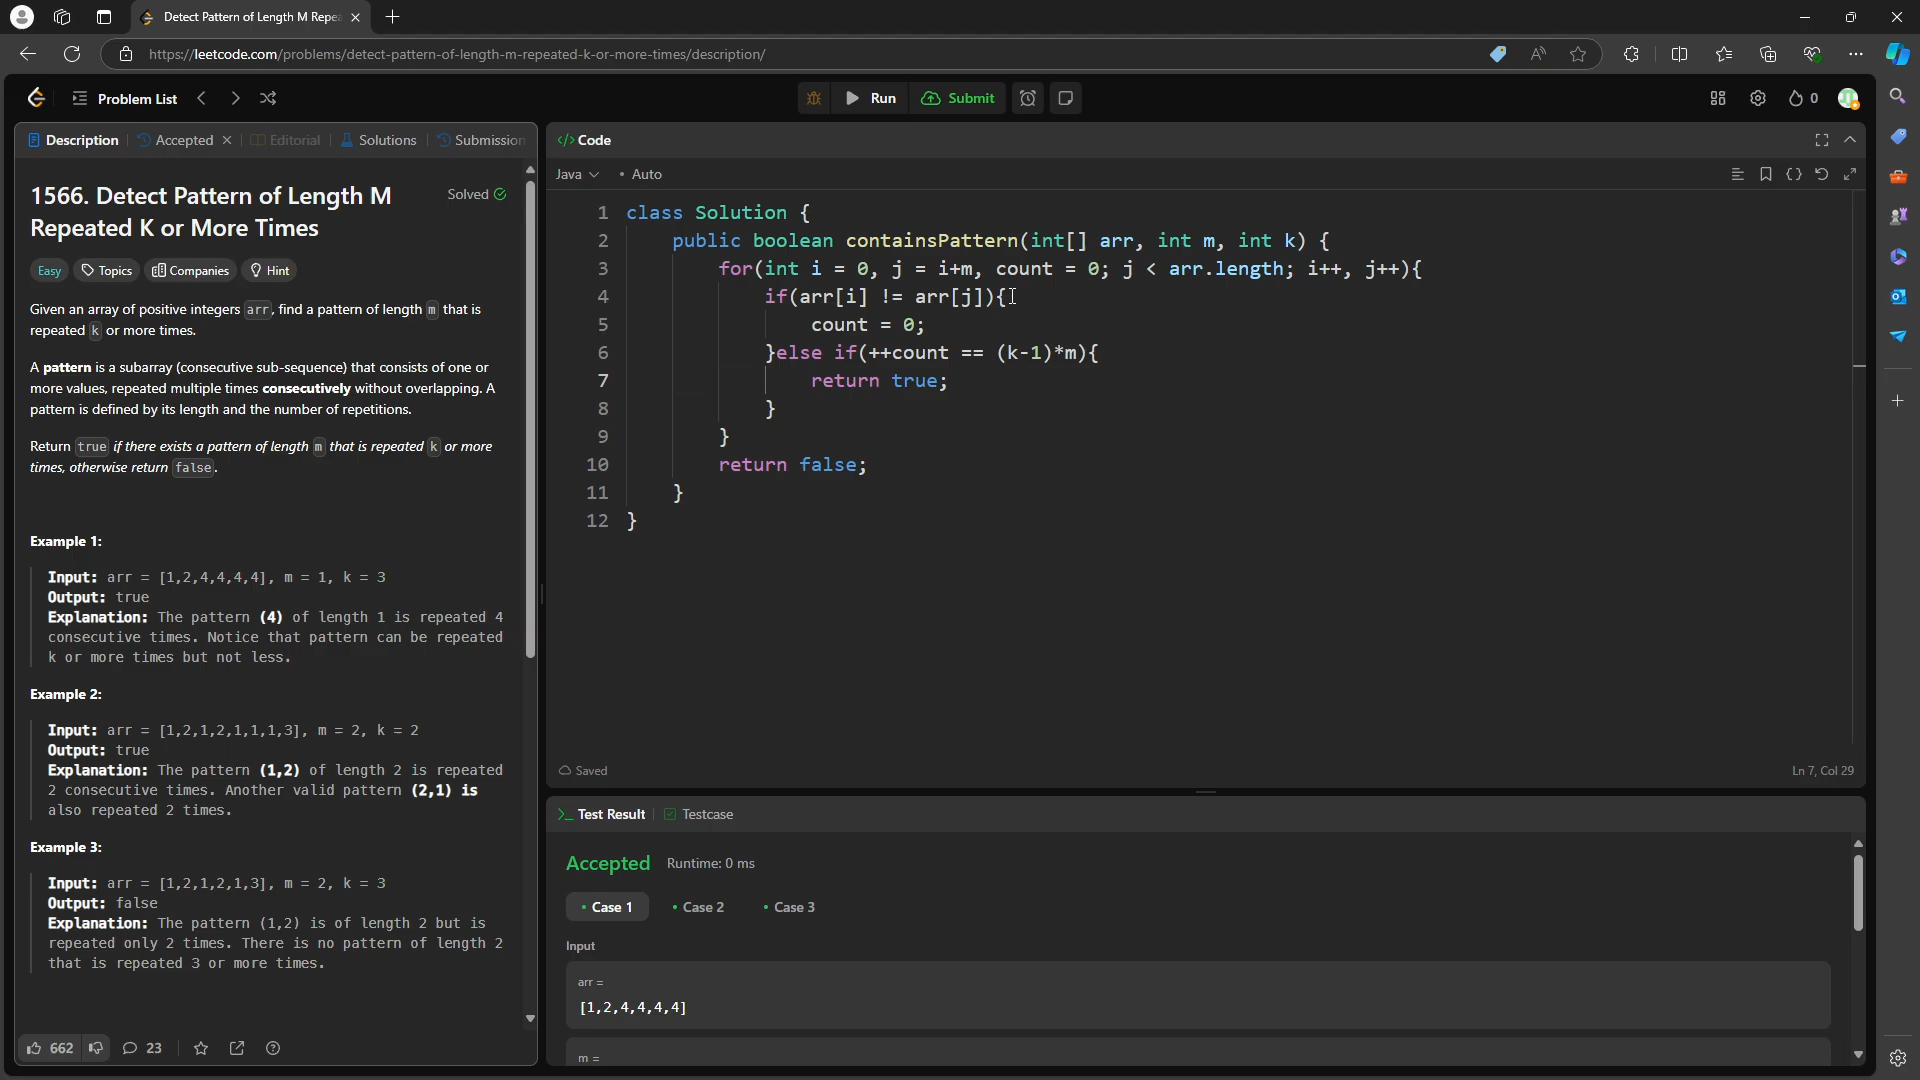 Detect Pattern of Length M Repea
https://leetcode.com/problems/detect-pattern-of-length-m-repeated-k-or-more-times/description/
Problem List
Run
Submit
0
Description
Accepted
Editorial
Solutions
Submission
1566. Detect Pattern of Length M
Repeated K or More Times
Solved
Easy
Topics
Companies
Hint
Given an array of positive integers arr, find a pattern of length m that is
repeated k or more times.
A pattern is a subarray (consecutive sub-sequence) that consists of one or
more values, repeated multiple times consecutively without overlapping. A
pattern is defined by its length and the number of repetitions.
Return true if there exists a pattern of length m that is repeated k or more
times, otherwise return false.
Example 1:
Input: arr = [1,2,4,4,4,4], m = 1, k = 3
Output: true
Explanation: The pattern (4) of length 1 is repeated 4
consecutive times. Notice that pattern can be repeated
k or more times but not less.
Example 2:
Input: arr = [1,2,1,2,1,1,1,3], m = 2, k = 2
Output: true
Explanation: The pattern (1,2) of length 2 is repeated
2 consecutive times. Another valid pattern (2,1) is
also repeated 2 times.
Example 3:
Input: arr = [1,2,1,2,1,3], m = 2, k = 3
Output: false
Explanation: The pattern (1,2) is of length 2 but is
repeated only 2 times. There is no pattern of length 2
that is repeated 3 or more times.
662
23
</> Code
Java
Auto
1 class Solution {
2 public boolean containsPattern(int[] arr, int m, int k) {
3 for(int i = 0, j = i+m, count = 0; j < arr.length; i++, j++){
4 if(arr[i] != arr[j]){
5 count = 0;
6 }else if(++count == (k-1)*m){
7 return true;
8 }
9 }
10 return false;
11 }
12 }
Saved
Ln 7, Col 29
>_ Test Result
Testcase
Accepted
Runtime: 0 ms
Case 1
Case 2
Case 3
Input
arr =
[1,2,4,4,4,4]
m =